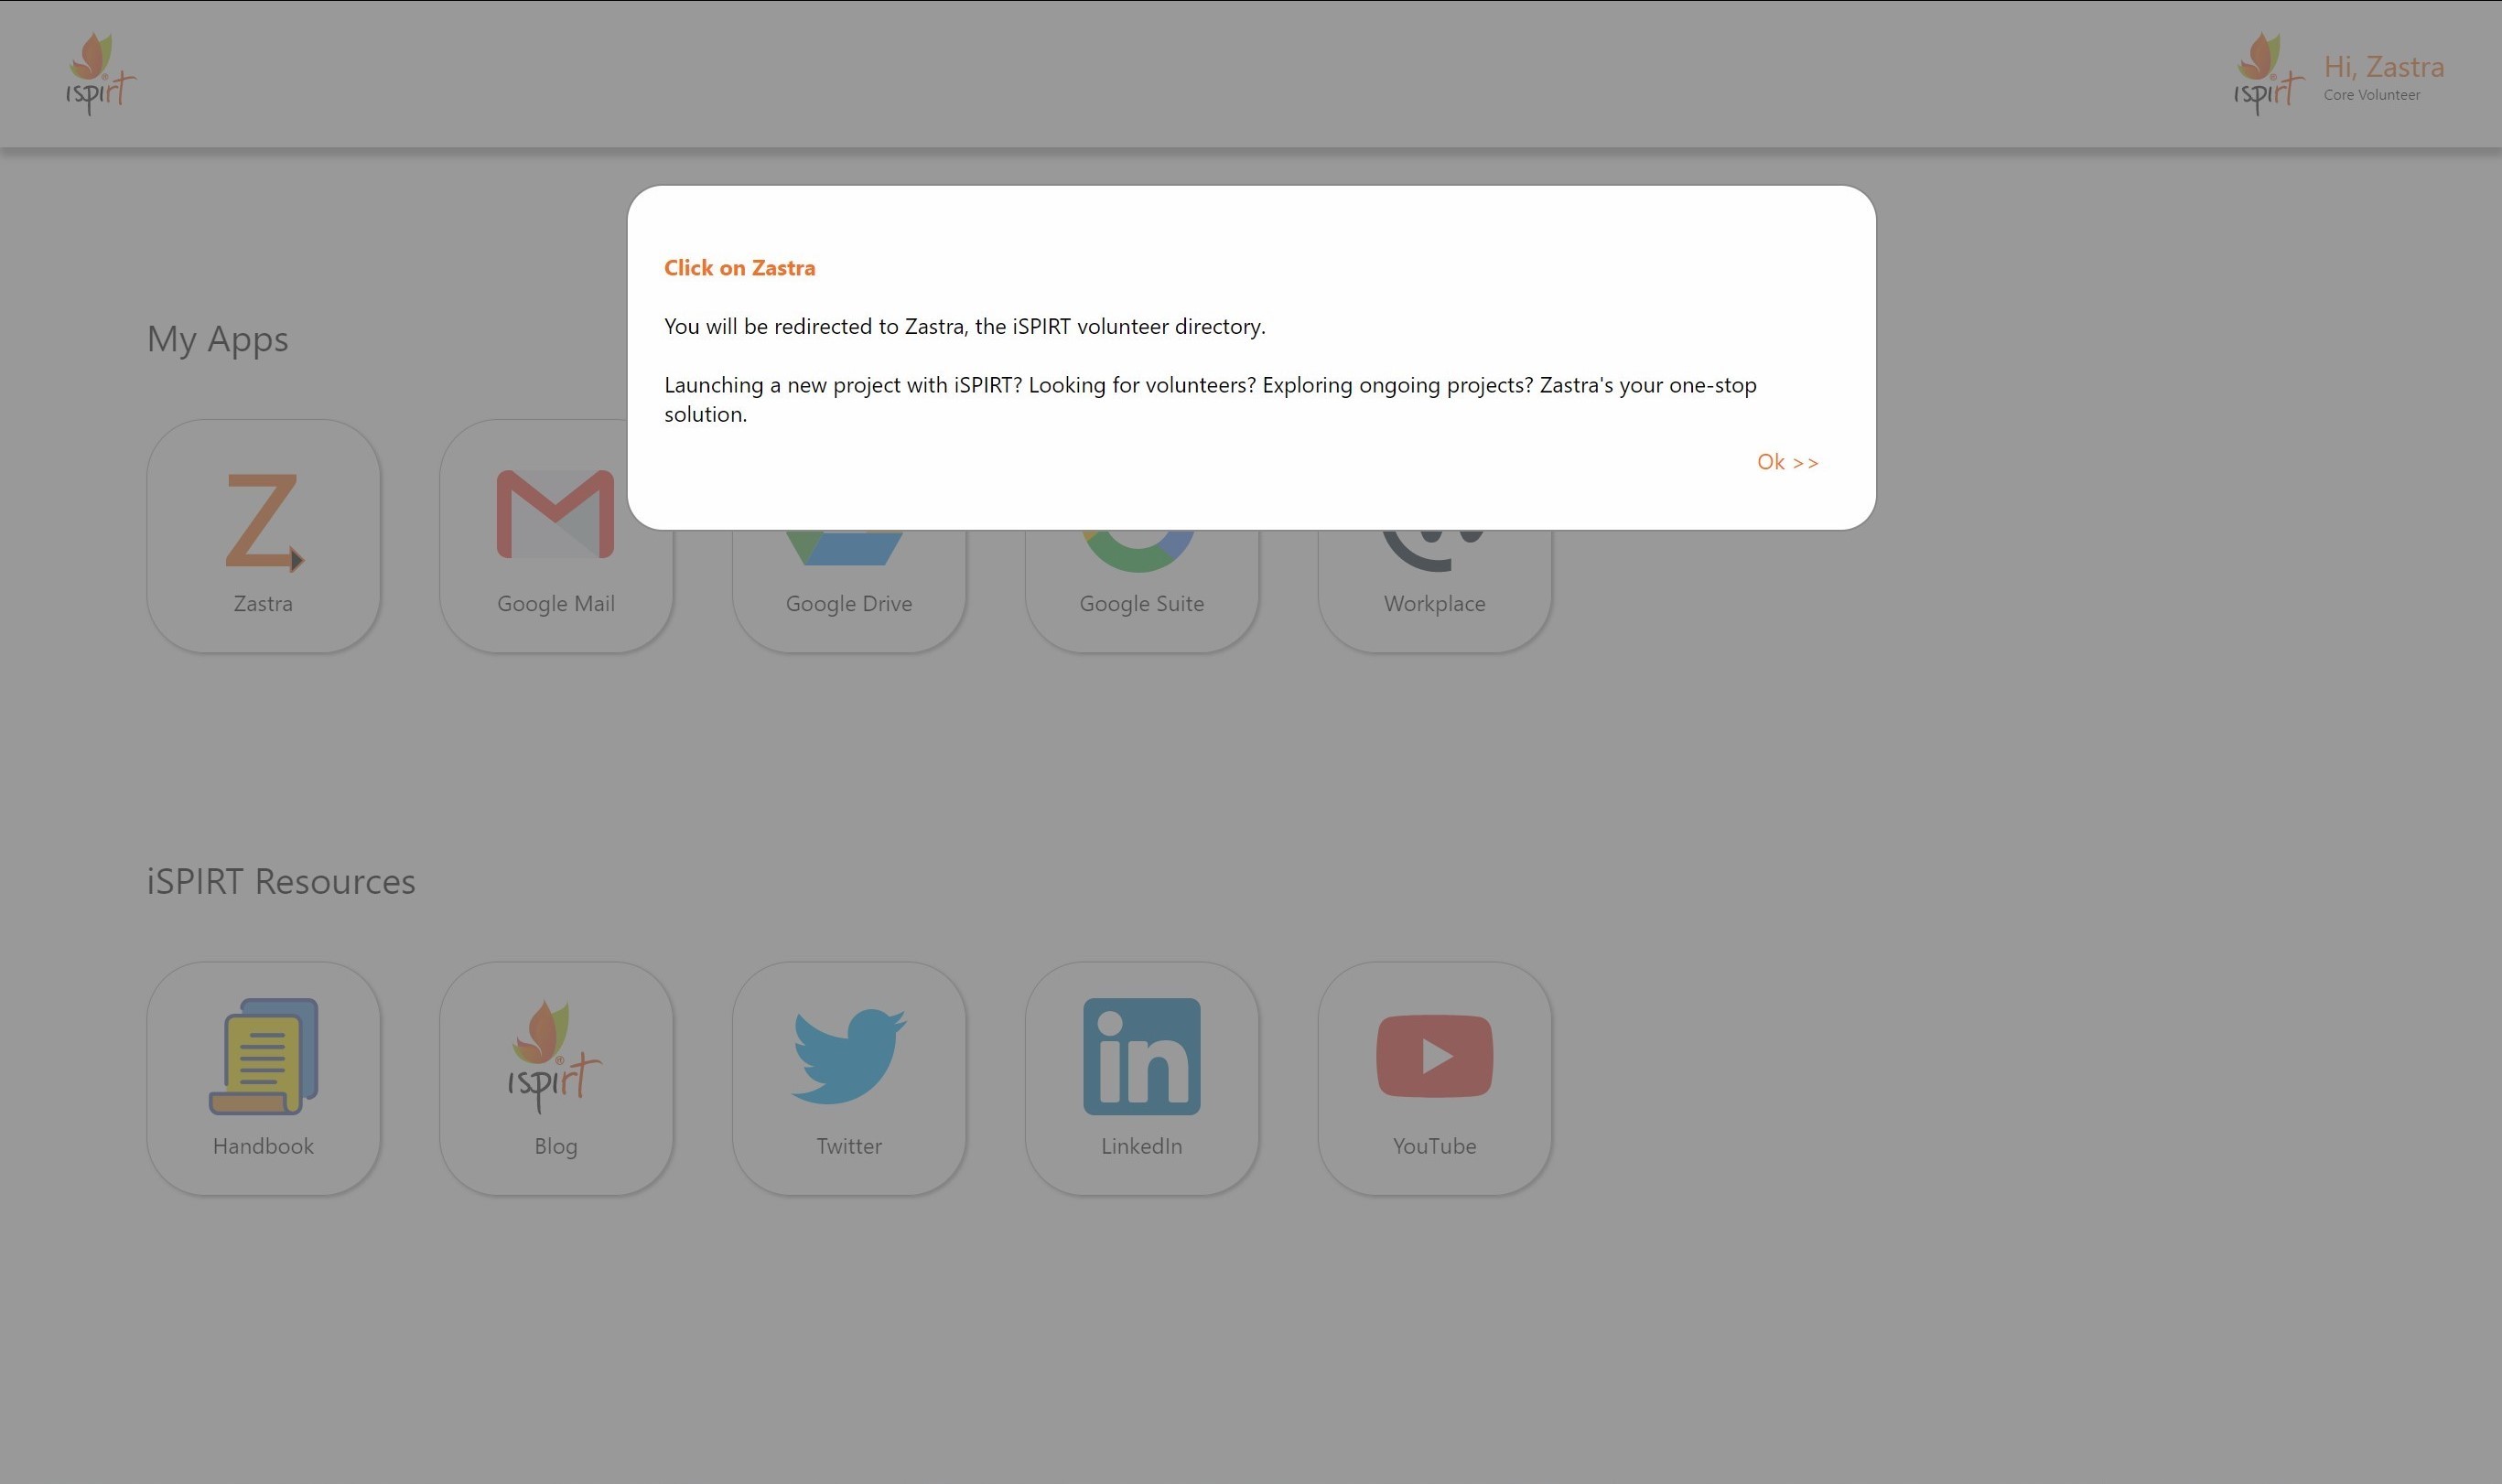 ispirt
ispirt
Hi, Zastra
Core Volunteer
Click on Zastra
You will be redirected to Zastra, the iSPIRT volunteer directory.
Launching a new project with iSPIRT? Looking for volunteers? Exploring ongoing projects? Zastra's your one-stop
solution.
Ok >>
My Apps
Z
Zastra
Google Mail
Google Drive
Google Suite
Workplace
iSPIRT Resources
ispirt
in
Handbook
Blog
Twitter
LinkedIn
YouTube